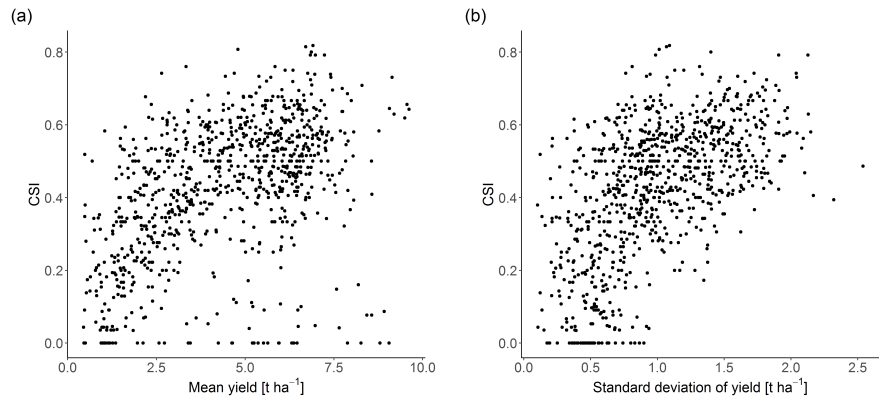 (a)
CSI
0.8
0.6
0.4
0.2
0.0
0.0 2.5 5.0 7.5 10.0
Mean yield [t ha⁻¹]
(b)
CSI
0.8
0.6
0.4
0.2
0.0
0.0 0.5 1.0 1.5 2.0 2.5
Standard deviation of yield [t ha⁻¹]